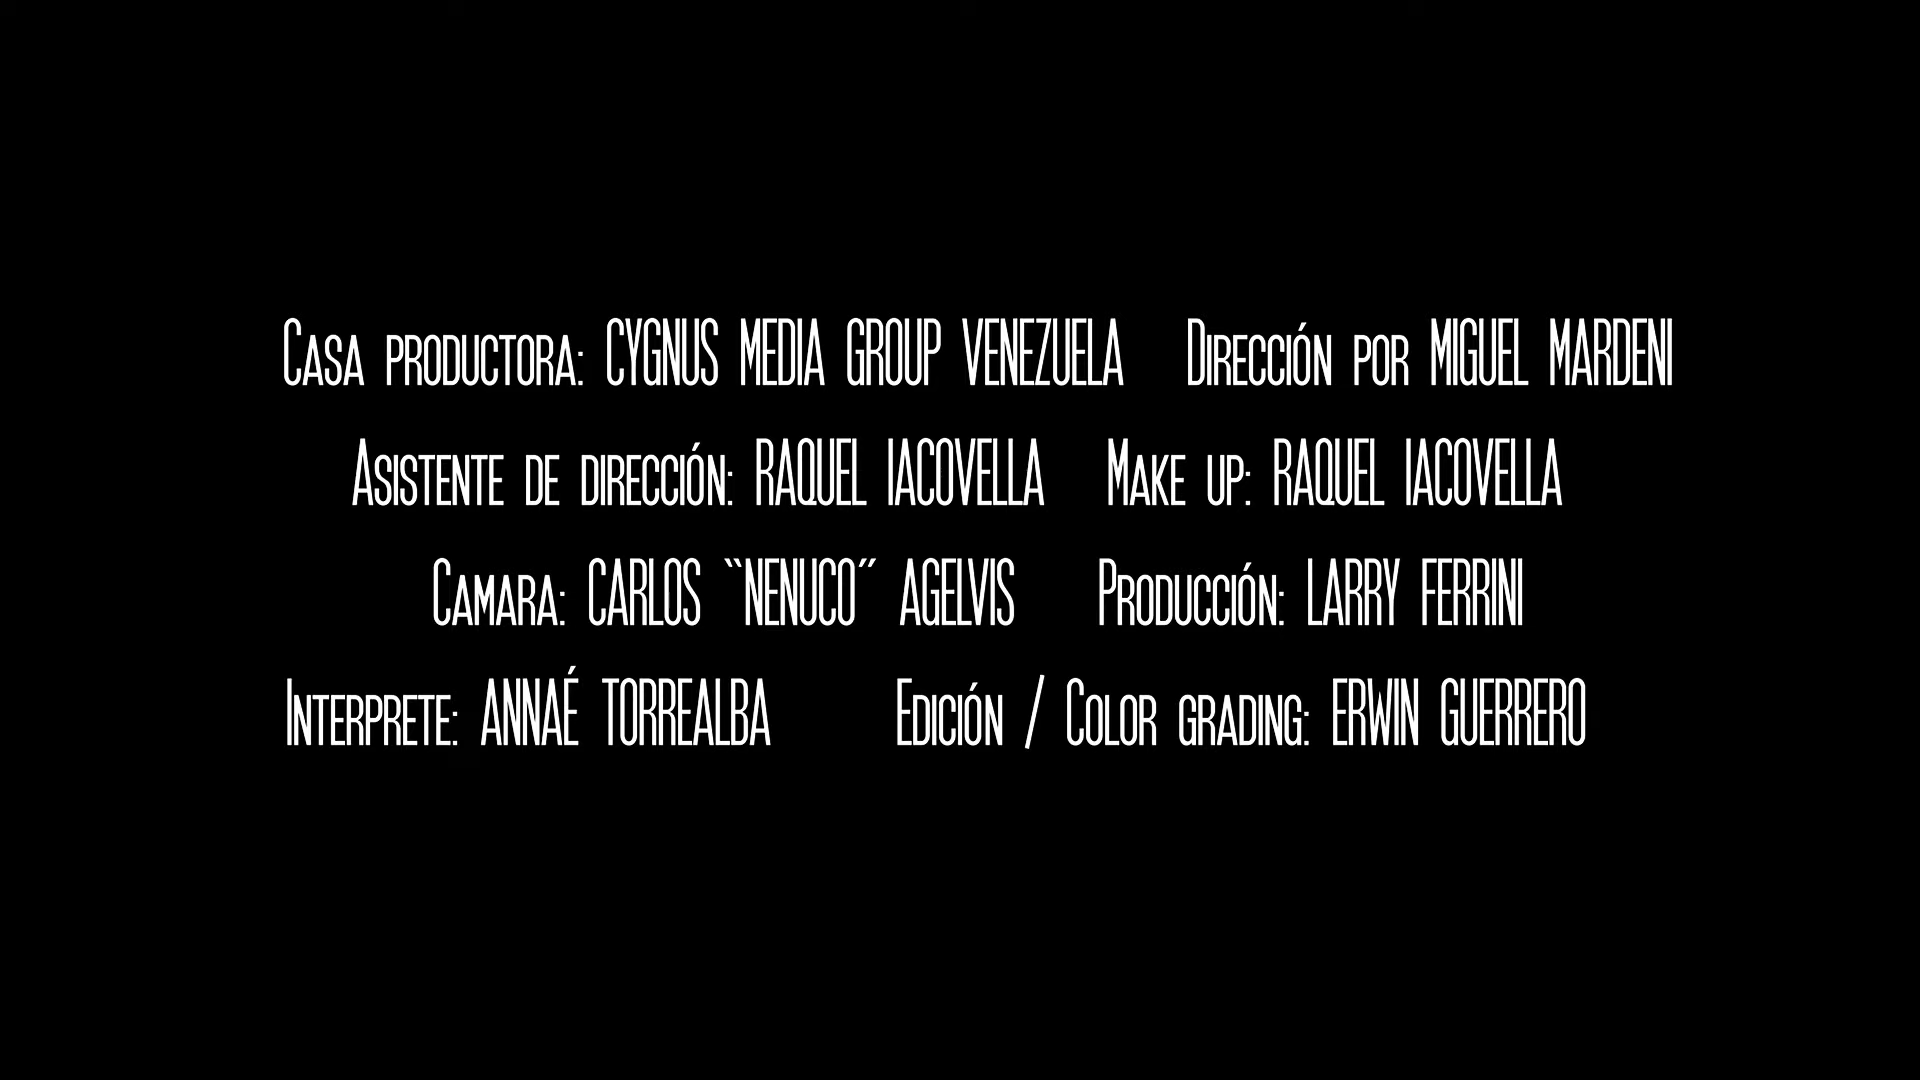 Casa productora: CYGNUS MEDIA GROUP VENEZUELA Dirección por MIGUEL MARDENI
Asistente de dirección: RAQUEL IACOVELLA Make up: RAQUEL IACOVELLA
Camara: CARLOS “NENUCO” AGELVIS Producción: LARRY FERRINI
Interprete: ANNAÉ TORREALBA Edición / Color grading: ERWIN GUERRERO